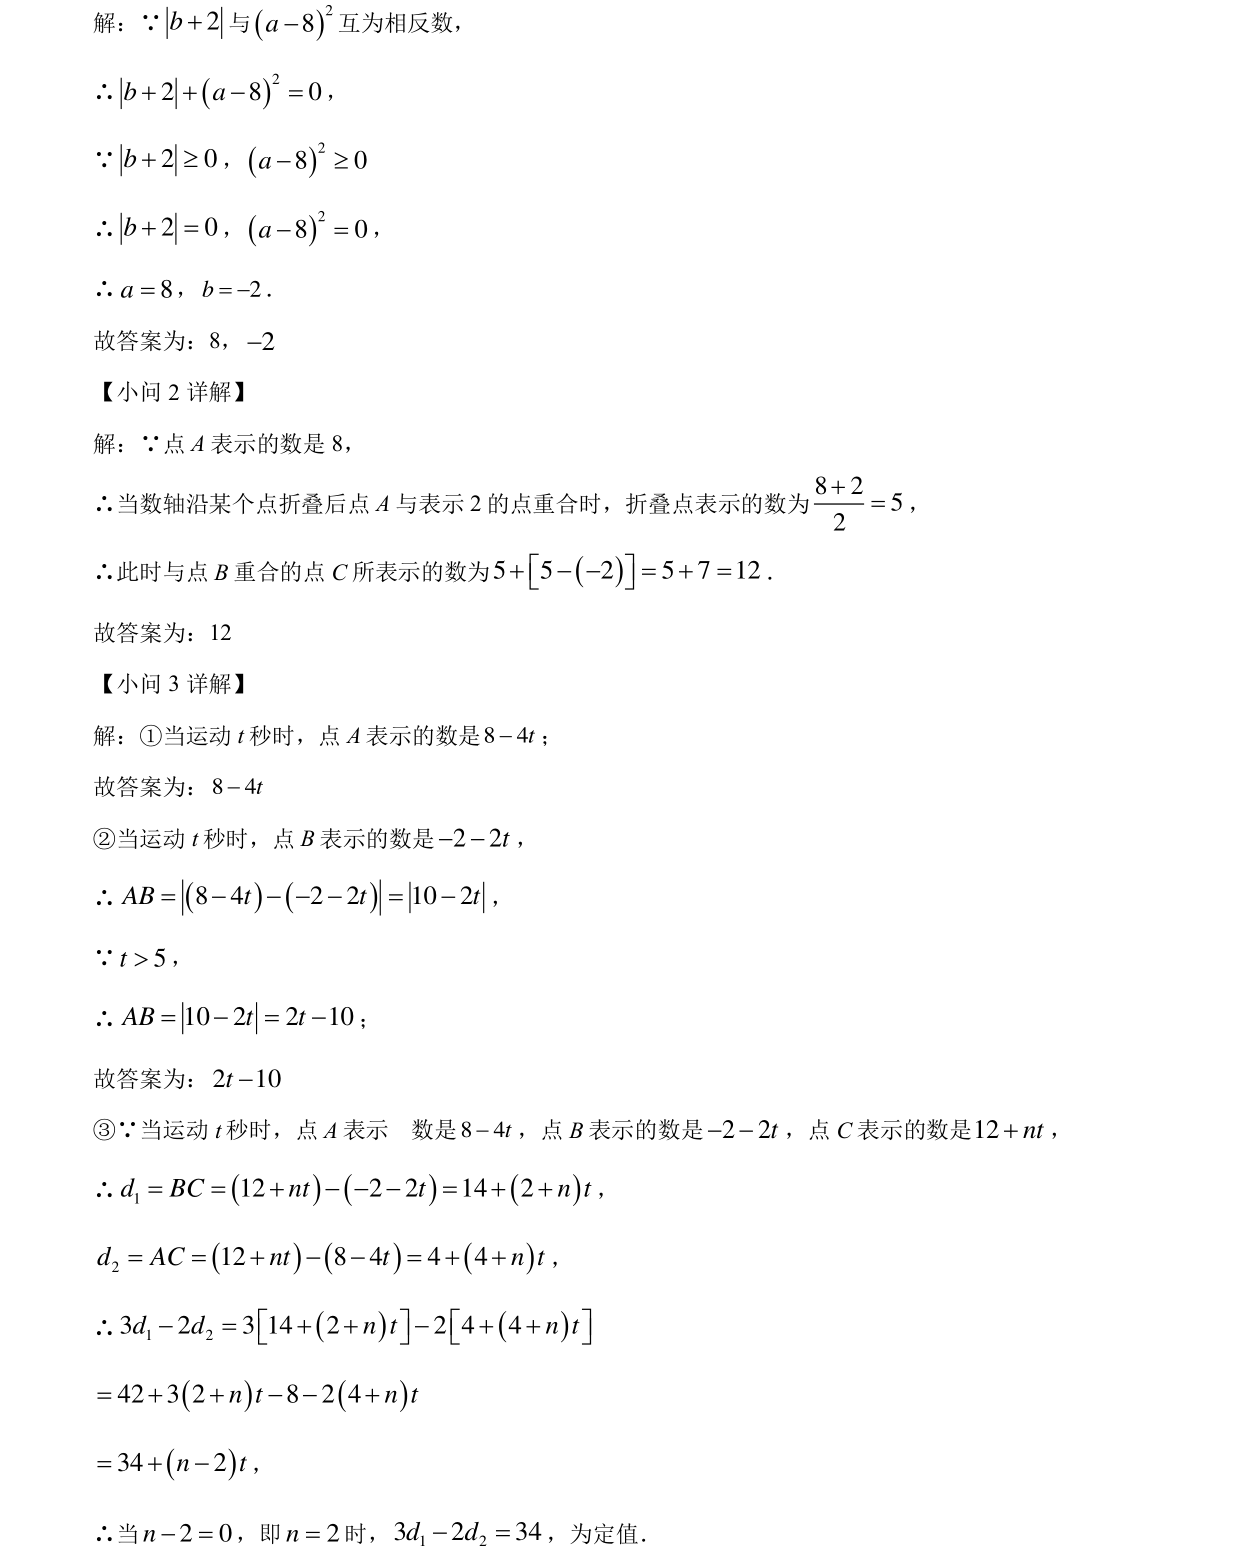 解：∵|b+2|与(a−8)²互为相反数，
∴|b+2|+(a−8)²=0，
∵|b+2|≥0，(a−8)²≥0
∴|b+2|=0，(a−8)²=0，
∴a=8，b=−2．
故答案为：8，−2
【小问 2 详解】
解：∵点 A 表示的数是 8，
∴当数轴沿某个点折叠后点 A 与表示 2 的点重合时，折叠点表示的数为(8+2)/2=5，
∴此时与点 B 重合的点 C 所表示的数为5+[5−(−2)]=5+7=12．
故答案为：12
【小问 3 详解】
解：①当运动 t 秒时，点 A 表示的数是8−4t；
故答案为：8−4t
②当运动 t 秒时，点 B 表示的数是−2−2t，
∴AB=|(8−4t)−(−2−2t)|=|10−2t|，
∵t>5，
∴AB=|10−2t|=2t−10；
故答案为：2t−10
③∵当运动 t 秒时，点 A 表示 数是8−4t，点 B 表示的数是−2−2t，点 C 表示的数是12+nt，
∴d₁=BC=(12+nt)−(−2−2t)=14+(2+n)t，
d₂=AC=(12+nt)−(8−4t)=4+(4+n)t，
∴3d₁−2d₂=3[14+(2+n)t]−2[4+(4+n)t]
=42+3(2+n)t−8−2(4+n)t
=34+(n−2)t，
∴当n−2=0，即n=2时，3d₁−2d₂=34，为定值．